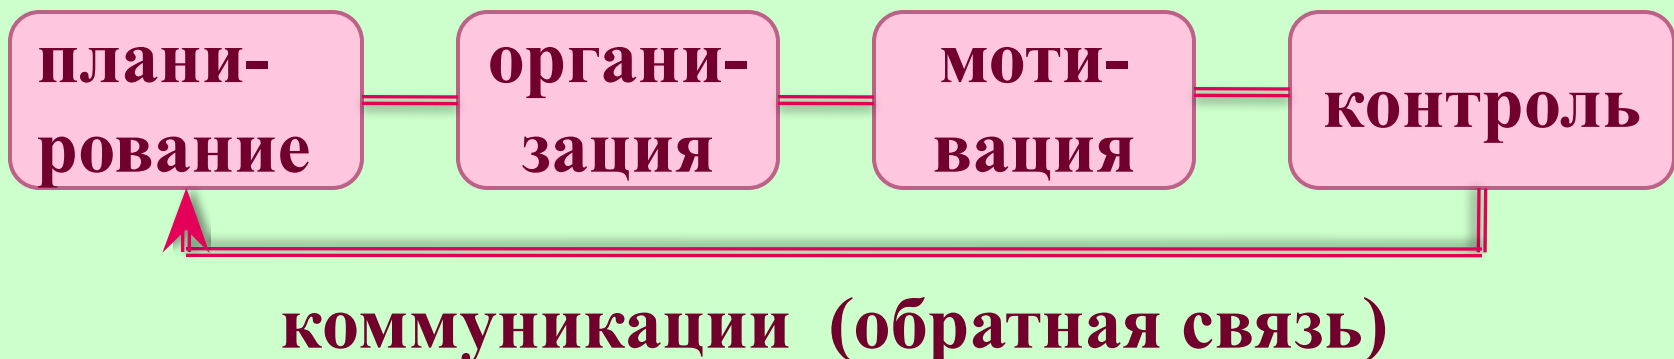 плани-
рование
органи-
зация
моти-
вация
контроль
коммуникации (обратная связь)